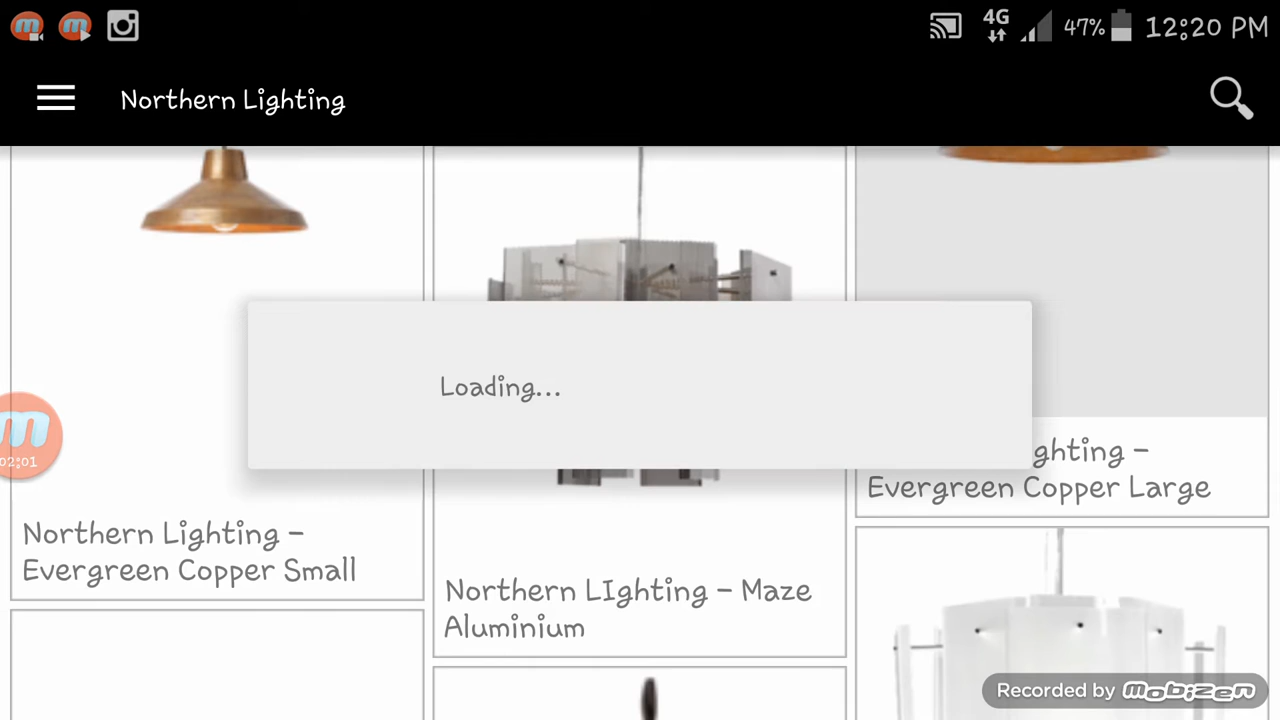 4G 47% 12:20 PM
Northern Lighting
Loading...
m
02:01
Northern Lighting -
Evergreen Copper Small
Northern LIghting - Maze
Aluminium
ghting -
Evergreen Copper Large
Recorded by mobizen